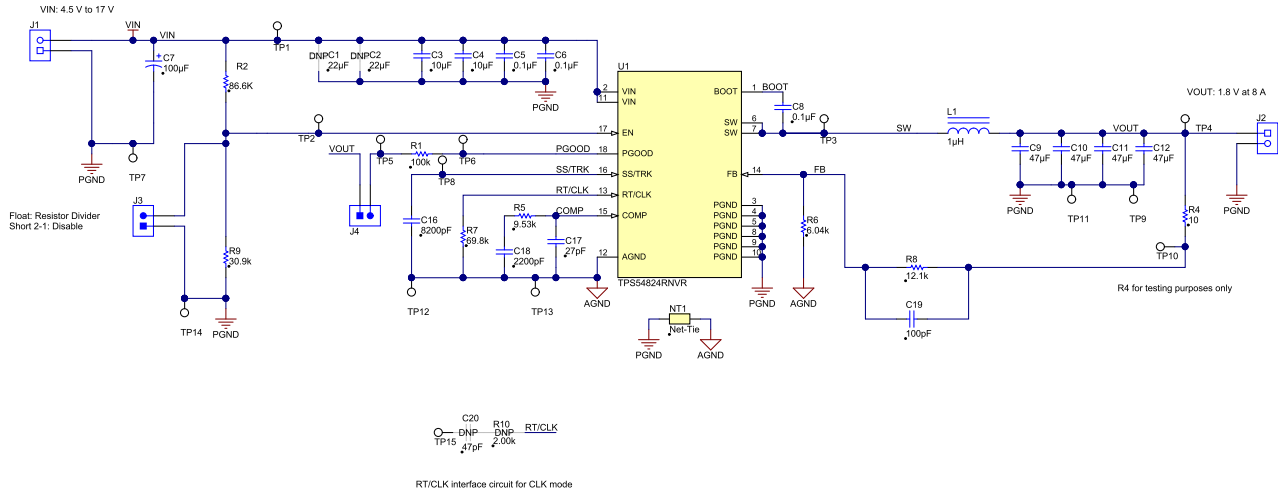 VIN: 4.5 V to 17 V
J1
VIN
VIN
C7
100µF
R2
86.6K
TP1
DNP
C1
22µF
DNP
C2
22µF
C3
10µF
C4
10µF
C5
0.1µF
C6
0.1µF
PGND
PGND
TP7
TP2
VOUT
TP5
R1
100k
TP6
TP8
PGOOD
SS/TRK
RT/CLK
COMP
J4
Float: Resistor Divider
Short 2-1: Disable
J3
R9
30.9k
TP14
PGND
C16
8200pF
R7
69.8k
R5
9.53k
C18
2200pF
C17
27pF
TP12
TP13
AGND
U1
2
VIN
11
VIN
17
EN
18
PGOOD
16
SS/TRK
13
RT/CLK
15
COMP
12
AGND
BOOT
1
SW
6
SW
7
FB
14
PGND
3
PGND
4
PGND
5
PGND
8
PGND
9
PGND
10
TPS54824RNVR
BOOT
C8
0.1µF
TP3
SW
L1
1µH
FB
R6
6.04k
PGND
AGND
NT1
Net-Tie
PGND
AGND
C9
47µF
C10
47µF
C11
47µF
C12
47µF
VOUT
PGND
TP11
TP9
VOUT: 1.8 V at 8 A
TP4
J2
PGND
R4
10
TP10
R8
12.1k
C19
100pF
R4 for testing purposes only
TP15
C20
DNP
47pF
R10
DNP
2.00k
RT/CLK
RT/CLK interface circuit for CLK mode